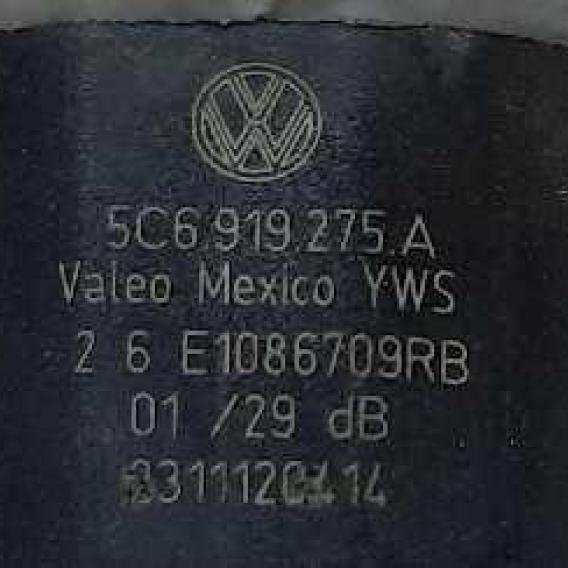 5C6.919.275.A
Valeo Mexico YWS
2 6 E1086709RB
01 /29 dB